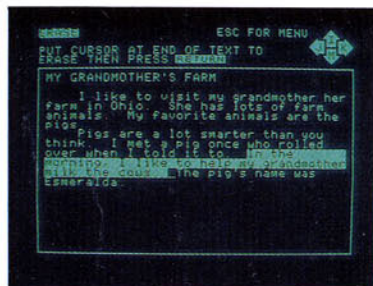 ERASE ESC FOR MENU
PUT CURSOR AT END OF TEXT TO
ERASE THEN PRESS RETURN
MY GRANDMOTHER'S FARM
I like to visit my grandmother her
farm in Ohio. She has lots of farm
animals. My favorite animals are the
pigs.
Pigs are a lot smarter than you
think. I met a pig once who rolled
over when I told it to. In the
morning, I like to help my grandmother
milk the cows. The pig's name was
Esmeralda.